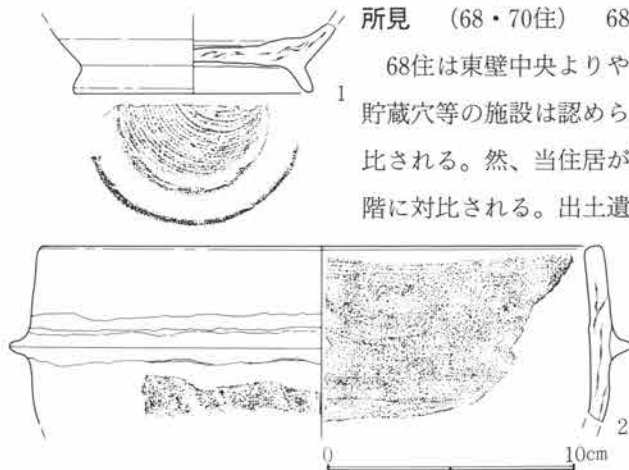 所見　（68・70住）　68
　68住は東壁中央よりや
貯蔵穴等の施設は認めら
比される。然、当住居が
階に対比される。出土遺
1
2
0　10cm